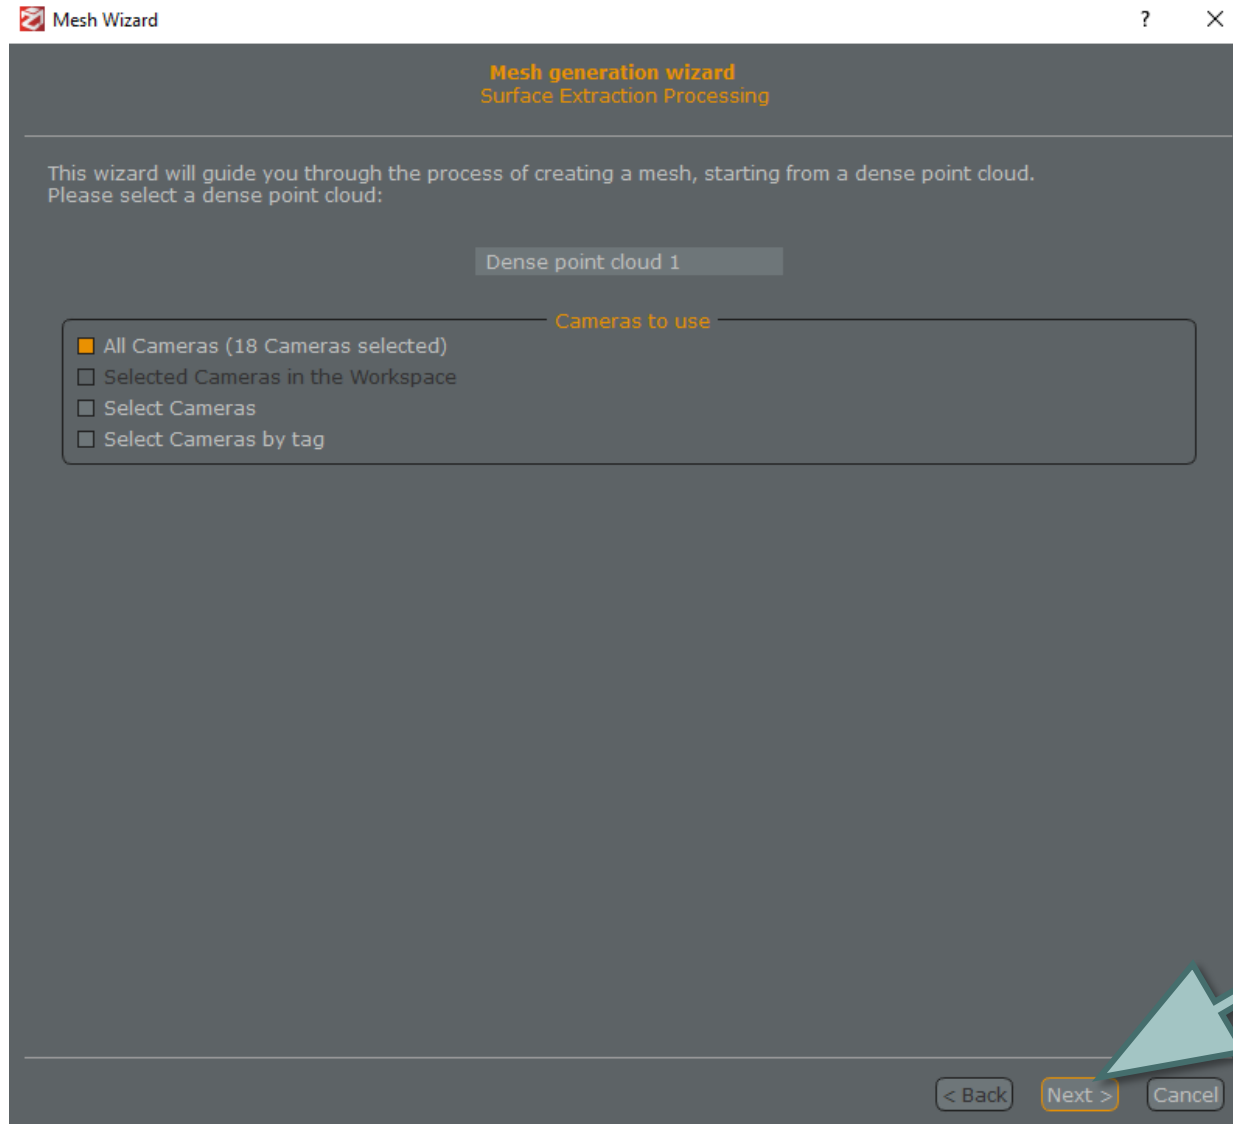 Mesh Wizard
?
Mesh generation wizard
Surface Extraction Processing
This wizard will guide you through the process of creating a mesh, starting from a dense point cloud.
Please select a dense point cloud:
Dense point cloud 1
Cameras to use
All Cameras (18 Cameras selected)
Selected Cameras in the Workspace
Select Cameras
Select Cameras by tag
< Back Next > Cancel